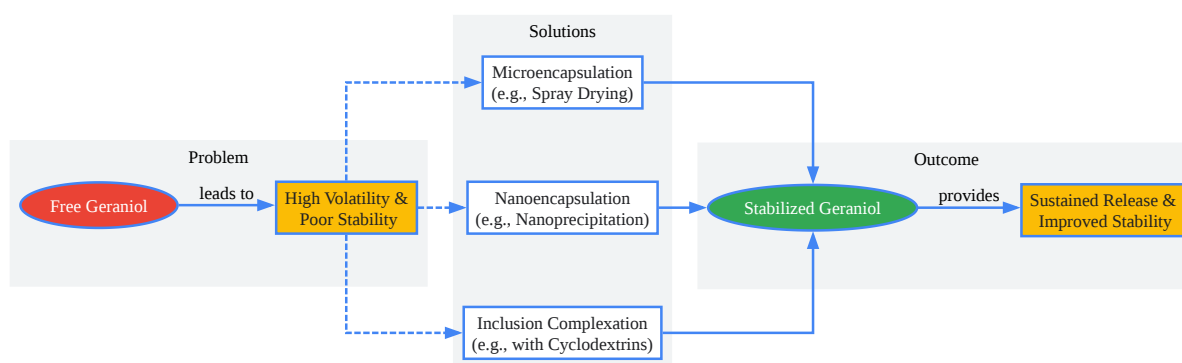 Solutions
Microencapsulation
(e.g., Spray Drying)
Problem
Free Geraniol
leads to
High Volatility &
Poor Stability
Nanoencapsulation
(e.g., Nanoprecipitation)
Inclusion Complexation
(e.g., with Cyclodextrins)
Outcome
Stabilized Geraniol
provides
Sustained Release &
Improved Stability